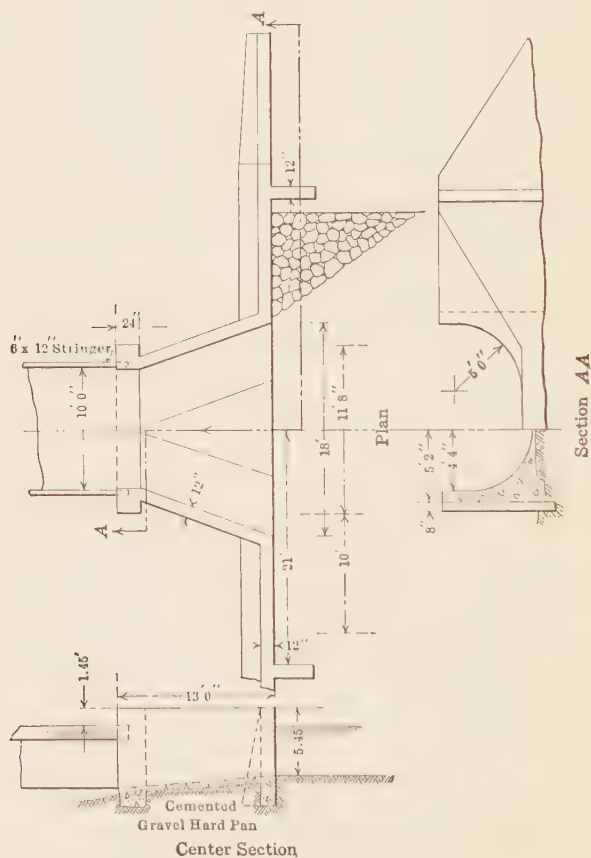 A
12"
24"
6" x 12" Stringer
10' 0"
11' 8"
18'
Plan
A
12"
21'
10'
12"
5' 0"
5' 2"
4' 4"
8"
Section AA
1.45'
13' 0"
5.45'
Cemented
Gravel Hard Pan
Center Section